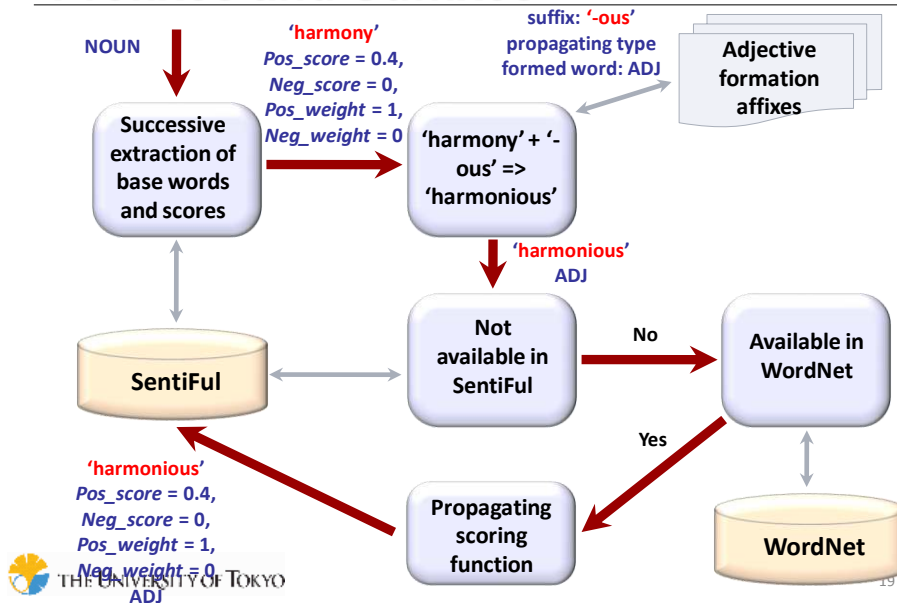 NOUN
'harmony'
Pos_score = 0.4,
Neg_score = 0,
Pos_weight = 1,
Neg_weight = 0
suffix: '-ous'
propagating type
formed word: ADJ
Adjective
formation
affixes
Successive
extraction of
base words
and scores
'harmony' + '-
ous' =>
'harmonious'
'harmonious'
ADJ
Not
available in
SentiFul
No
Available in
WordNet
SentiFul
Yes
'harmonious'
Pos_score = 0.4,
Neg_score = 0,
Pos_weight = 1,
Neg_weight = 0
ADJ
Propagating
scoring
function
WordNet
THE UNIVERSITY OF TOKYO
19